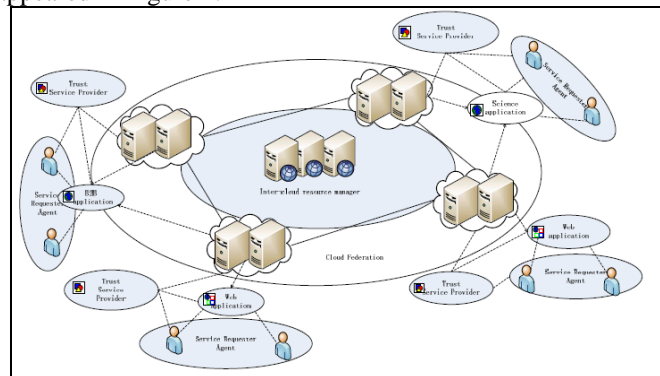 Trust
Service Provider
Trust
Service Provider
Service Requester
Agent
Science
application
Inter-cloud resource manager
Service
Requester
Agent
B2B
application
Web
application
Cloud Federation
Trust
Service
Provider
Web
application
Trust
Service Provider
Service Requester
Agent
Service Requester
Agent